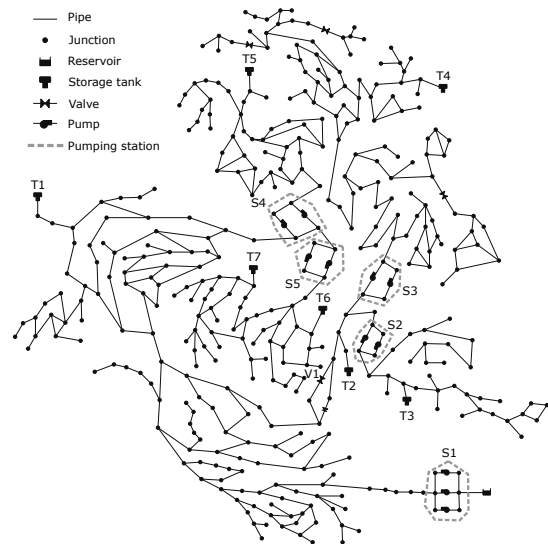 Pipe
Junction
Reservoir
Storage tank
Valve
Pump
Pumping station
T5
T4
T1
S4
T7
S5
S3
T6
S2
V1
T2
T3
S1